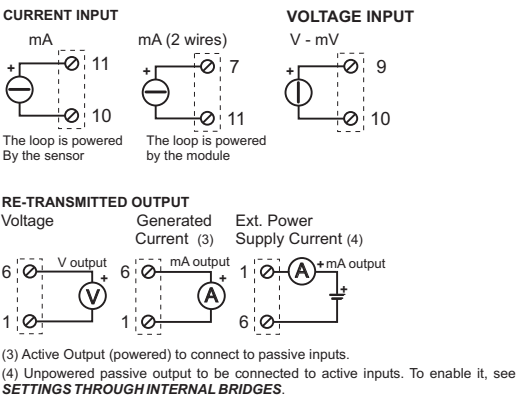 CURRENT INPUT
VOLTAGE INPUT
mA
mA (2 wires)
V - mV
+ 11
10
+ 7
11
+ 9
10
The loop is powered
By the sensor
The loop is powered
by the module
RE-TRANSMITTED OUTPUT
Voltage
Generated
Current (3)
Ext. Power
Supply Current (4)
6 V output
+
V
1
6 mA output
+
A
1
1 A + mA output
+
6
(3) Active Output (powered) to connect to passive inputs.
(4) Unpowered passive output to be connected to active inputs. To enable it, see
SETTINGS THROUGH INTERNAL BRIDGES.